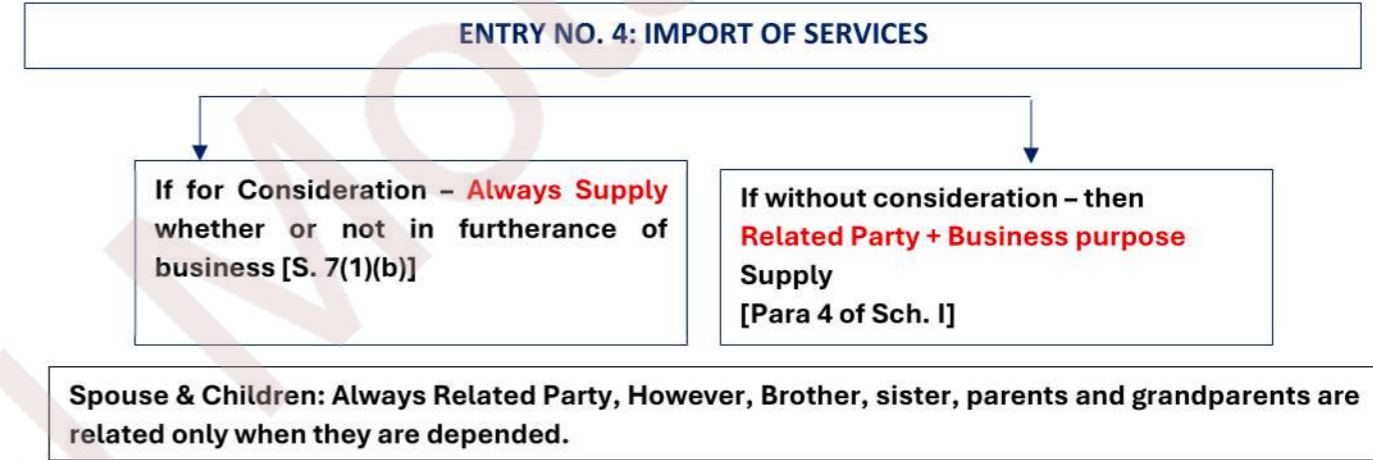 ENTRY NO. 4: IMPORT OF SERVICES
If for Consideration – Always Supply
whether or not in furtherance of
business [S. 7(1)(b)]
If without consideration – then
Related Party + Business purpose
Supply
[Para 4 of Sch. I]
Spouse & Children: Always Related Party, However, Brother, sister, parents and grandparents are
related only when they are depended.